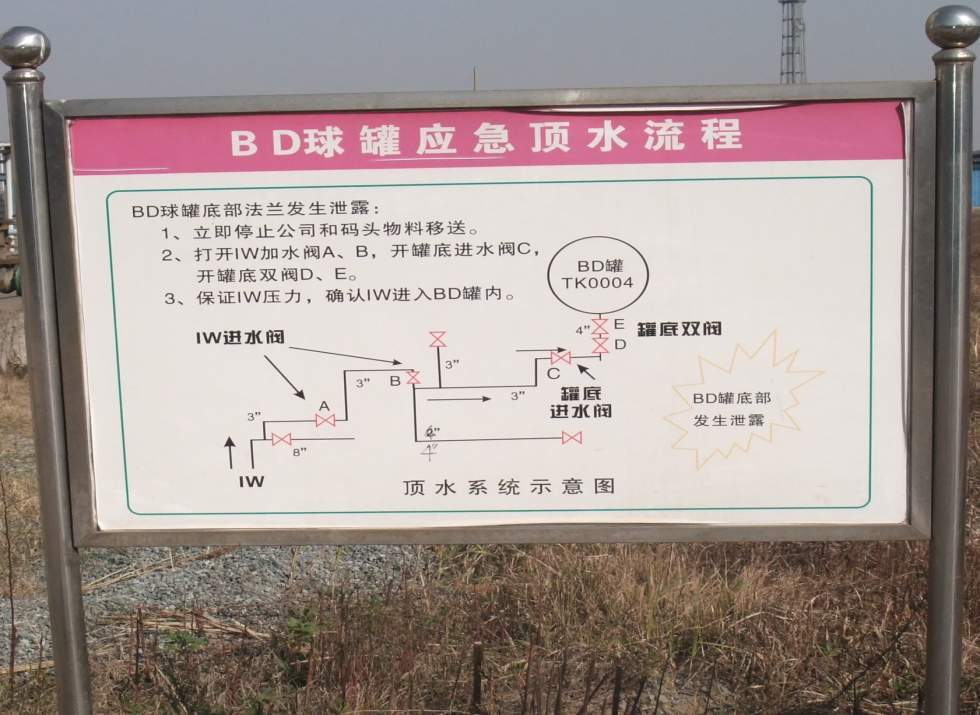 BD球罐应急顶水流程
BD球罐底部法兰发生泄露：
1、立即停止公司和码头物料移送。
2、打开IW加水阀A、B，开罐底进水阀C，
开罐底双阀D、E。
3、保证IW压力，确认IW进入BD罐内。
BD罐
TK0004
4” E 罐底双阀
D
IW进水阀
3”
3” B
C
3”
罐底
进水阀
BD罐底部
发生泄露
A
3”
8”
4”
IW
顶水系统示意图